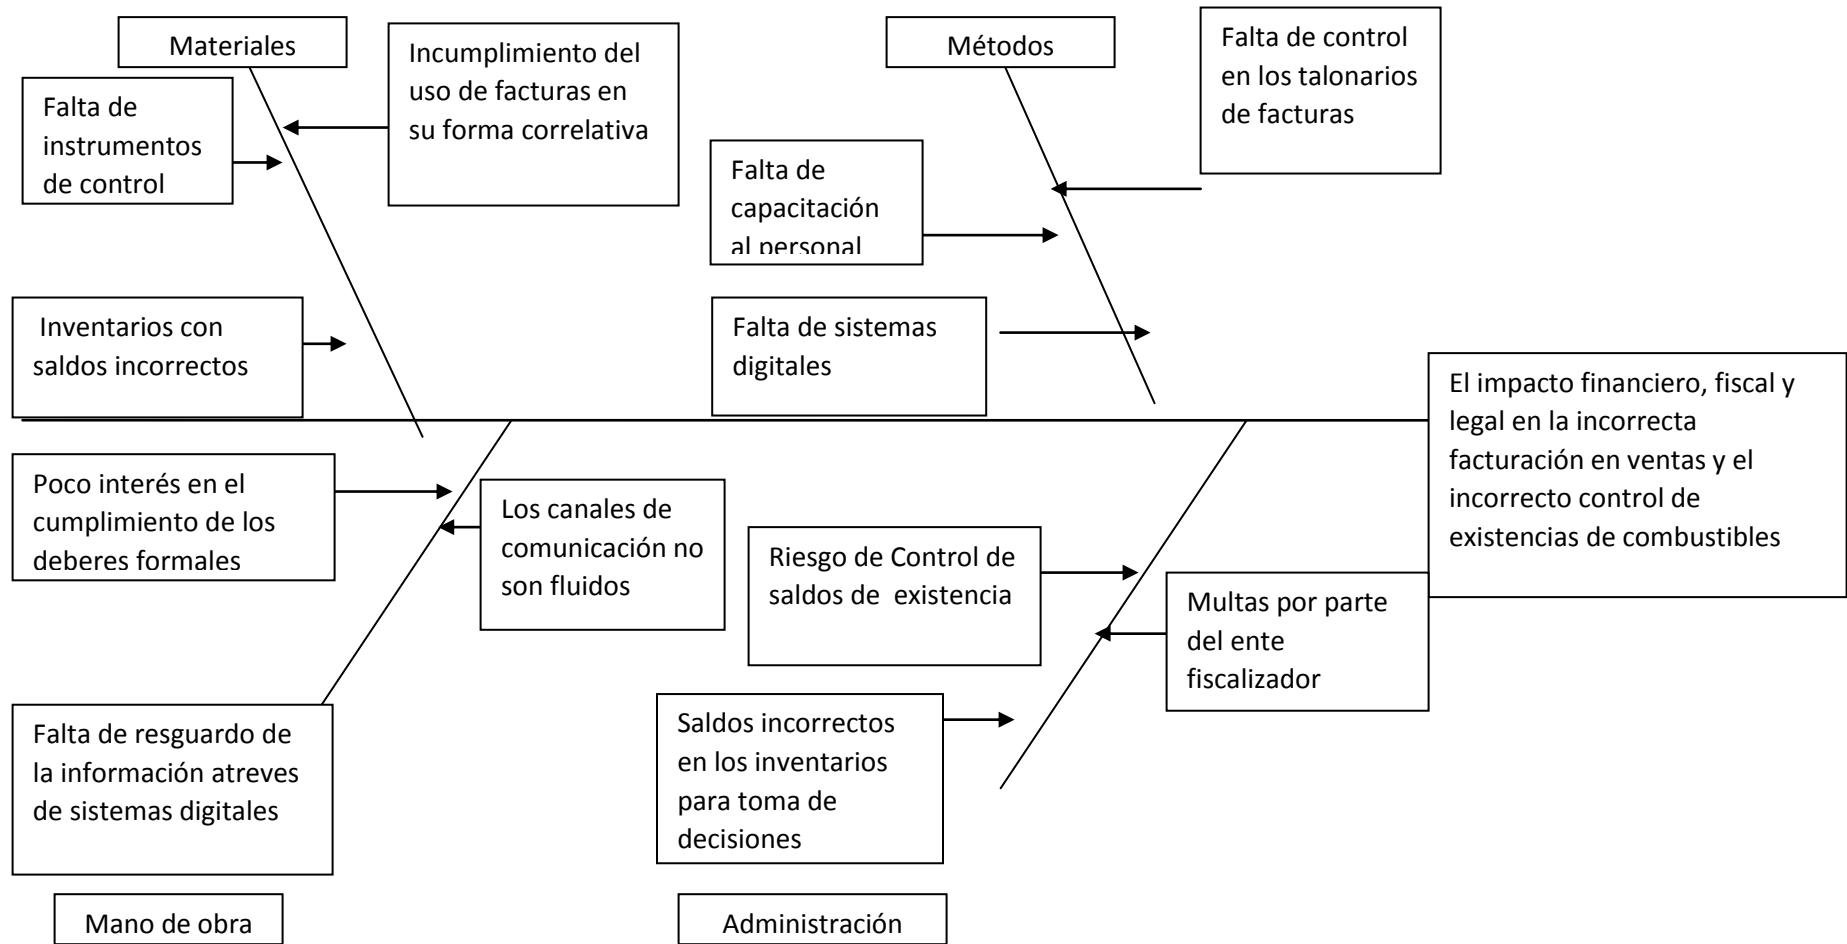 Materiales
Incumplimiento del
uso de facturas en
su forma correlativa
Métodos
Falta de control
en los talonarios
de facturas
Falta de
instrumentos
de control
Falta de
capacitación
al personal
Inventarios con
saldos incorrectos
Falta de sistemas
digitales
El impacto financiero, fiscal y
legal en la incorrecta
facturación en ventas y el
incorrecto control de
existencias de combustibles
Poco interés en el
cumplimiento de los
deberes formales
Los canales de
comunicación no
son fluidos
Riesgo de Control de
saldos de existencia
Multas por parte
del ente
fiscalizador
Falta de resguardo de
la información atreves
de sistemas digitales
Saldos incorrectos
en los inventarios
para toma de
decisiones
Mano de obra
Administración